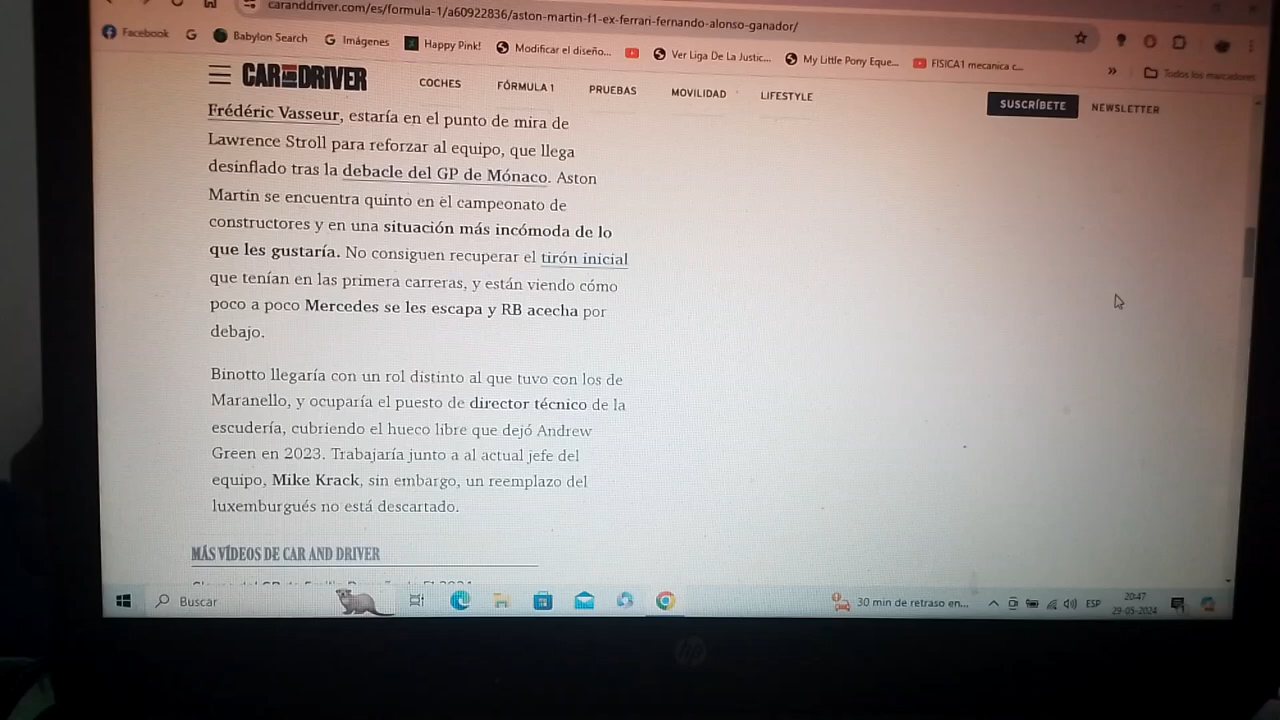 caranddriver.com/es/formula-1/a60922836/aston-martin-f1-ex-ferrari-fernando-alonso-ganador/
Facebook Babylon Search Imágenes Happy Pink! Modificar el diseño... Ver Liga De La Justic... My Little Pony Eque... FISICA1 mecanica c... » Todos los marcadores
CAR AND DRIVER COCHES FÓRMULA 1 PRUEBAS MOVILIDAD LIFESTYLE SUSCRÍBETE NEWSLETTER
Frédéric Vasseur, estaría en el punto de mira de
Lawrence Stroll para reforzar al equipo, que llega
desinflado tras la debacle del GP de Mónaco. Aston
Martin se encuentra quinto en el campeonato de
constructores y en una situación más incómoda de lo
que les gustaría. No consiguen recuperar el tirón inicial
que tenían en las primera carreras, y están viendo cómo
poco a poco Mercedes se les escapa y RB acecha por
debajo.
Binotto llegaría con un rol distinto al que tuvo con los de
Maranello, y ocuparía el puesto de director técnico de la
escudería, cubriendo el hueco libre que dejó Andrew
Green en 2023. Trabajaría junto a al actual jefe del
equipo, Mike Krack, sin embargo, un reemplazo del
luxemburgués no está descartado.
MÁS VÍDEOS DE CAR AND DRIVER
Buscar 30 min de retraso en... ESP 20:47
29-05-2024
hp